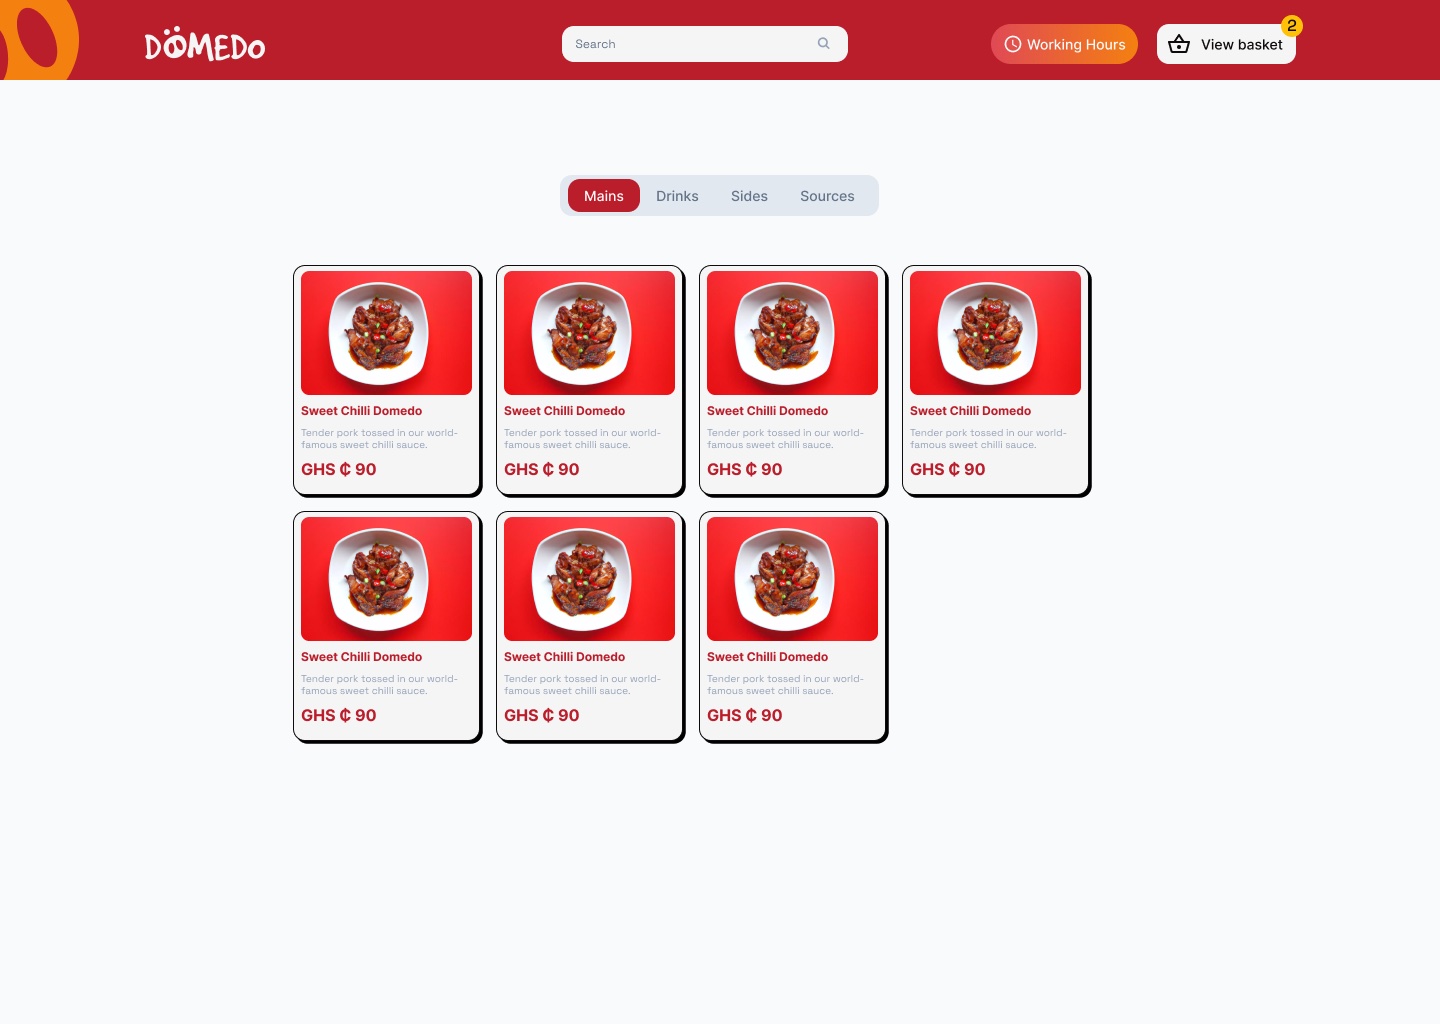 DOMEDO
Search
Working Hours
View basket
2
Mains
Drinks
Sides
Sources
Sweet Chilli Domedo
Tender pork tossed in our world-
famous sweet chilli sauce.
GHS ₵ 90
Sweet Chilli Domedo
Tender pork tossed in our world-
famous sweet chilli sauce.
GHS ₵ 90
Sweet Chilli Domedo
Tender pork tossed in our world-
famous sweet chilli sauce.
GHS ₵ 90
Sweet Chilli Domedo
Tender pork tossed in our world-
famous sweet chilli sauce.
GHS ₵ 90
Sweet Chilli Domedo
Tender pork tossed in our world-
famous sweet chilli sauce.
GHS ₵ 90
Sweet Chilli Domedo
Tender pork tossed in our world-
famous sweet chilli sauce.
GHS ₵ 90
Sweet Chilli Domedo
Tender pork tossed in our world-
famous sweet chilli sauce.
GHS ₵ 90